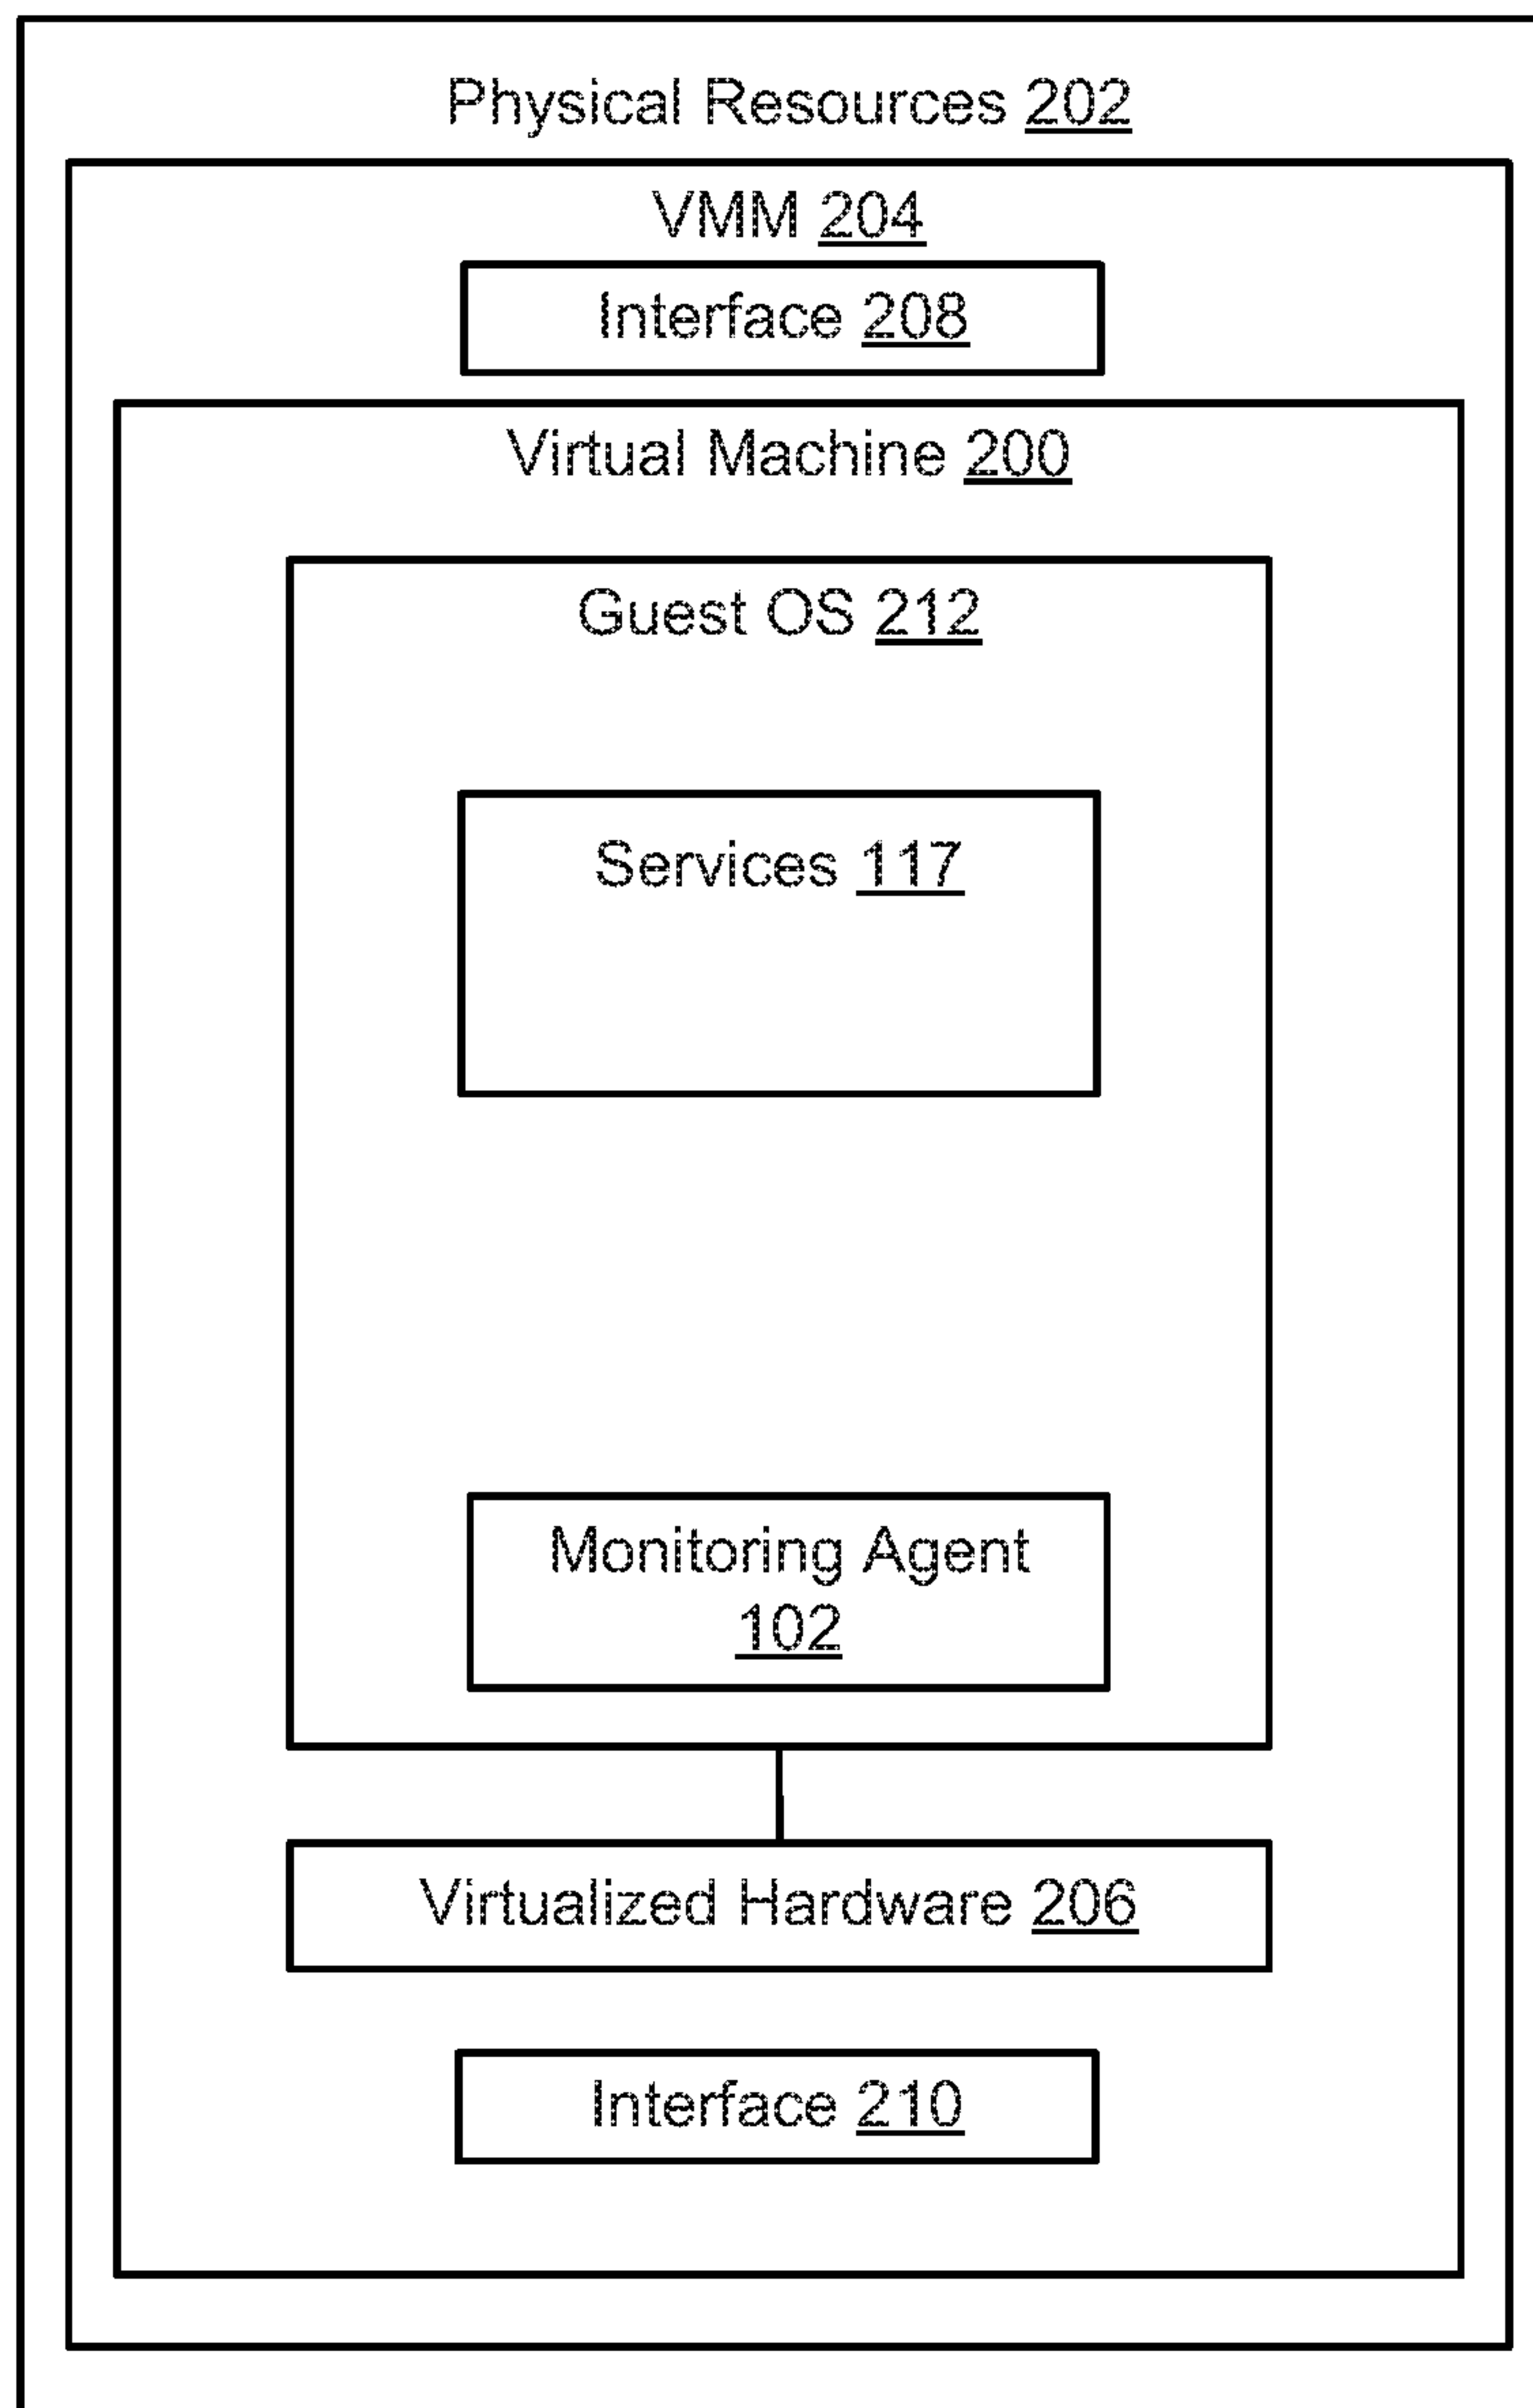 Physical Resources 202
VMM 204
Interface 208
Virtual Machine 200
Guest OS 212
Services 117
Monitoring Agent
102
Virtualized Hardware 206
Interface 210